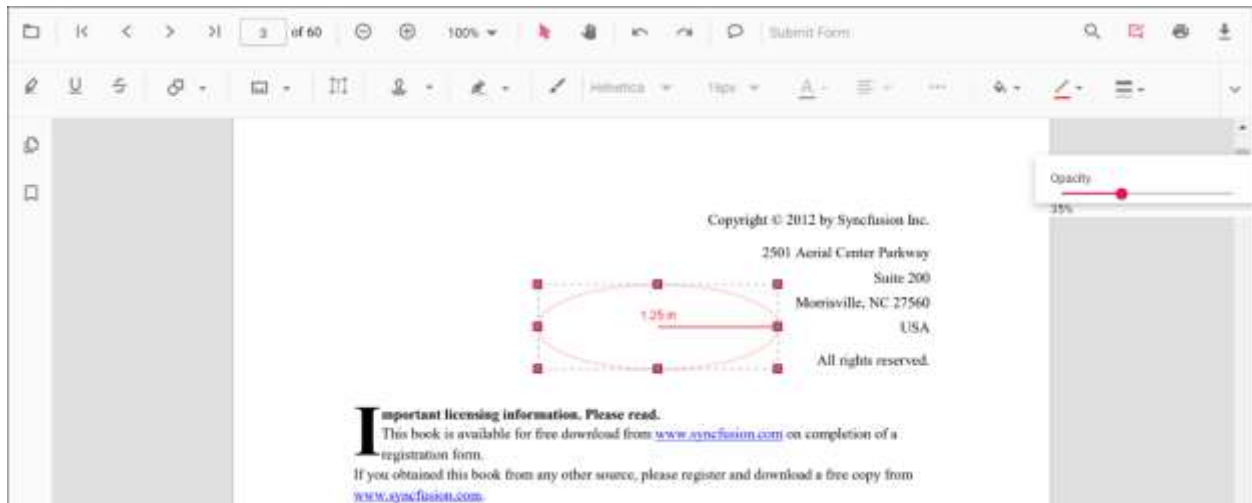 3 of 60 100% Submit Form
Helvetica 16px A
Opacity
35%
Copyright © 2012 by Syncfusion Inc.
2501 Aerial Center Parkway
Suite 200
Morrisville, NC 27560
USA
All rights reserved.
1.25 in
Important licensing information. Please read.
This book is available for free download from www.syncfusion.com on completion of a
registration form.
If you obtained this book from any other source, please register and download a free copy from
www.syncfusion.com.